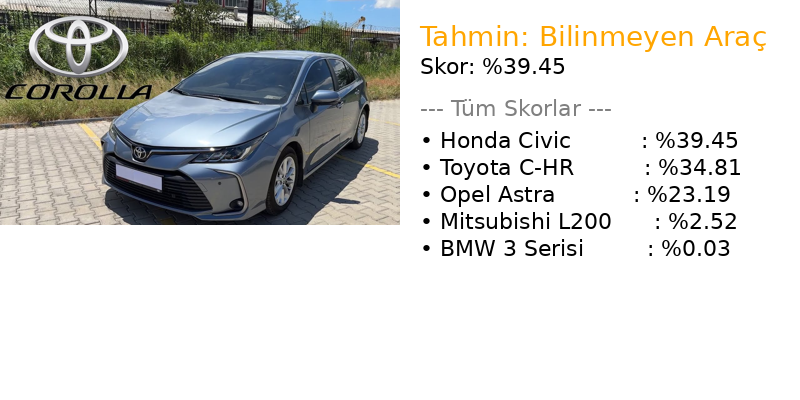 COROLLA
Tahmin: Bilinmeyen Araç
Skor: %39.45
--- Tüm Skorlar ---
• Honda Civic : %39.45
• Toyota C-HR : %34.81
• Opel Astra : %23.19
• Mitsubishi L200 : %2.52
• BMW 3 Serisi : %0.03